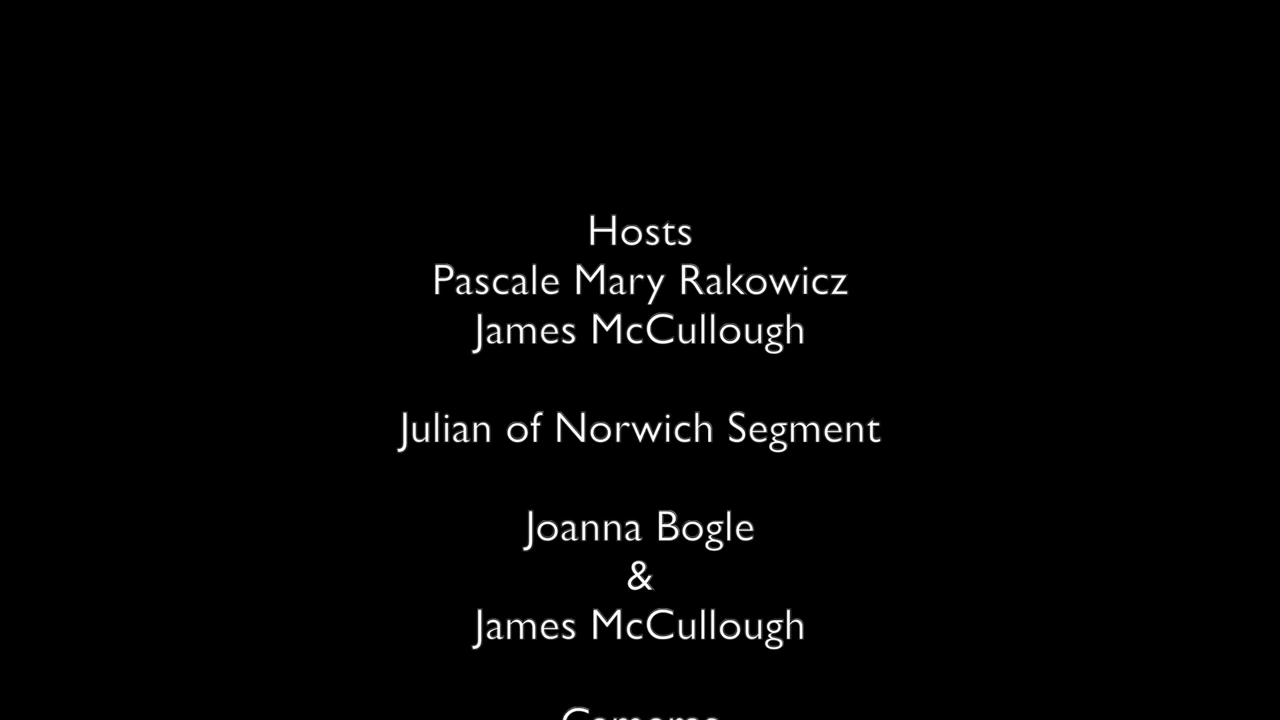 Hosts
Pascale Mary Rakowicz
James McCullough
Julian of Norwich Segment
Joanna Bogle
&
James McCullough